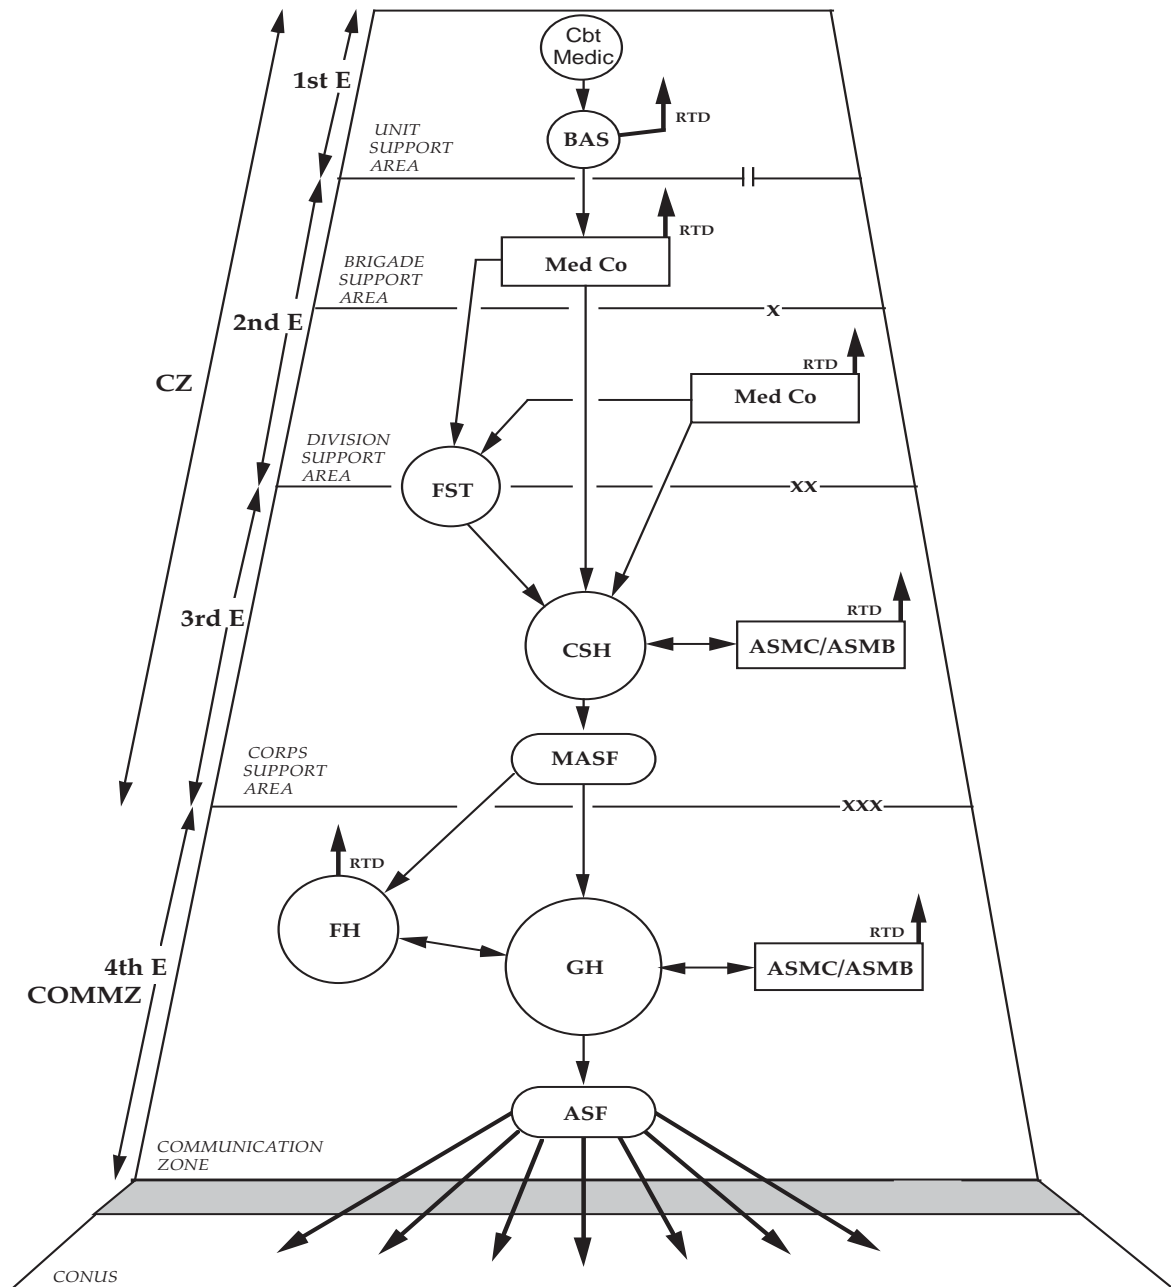 Cbt
Medic
1st E
RTD
BAS
UNIT
SUPPORT
AREA
RTD
Med Co
BRIGADE
SUPPORT
AREA
X
2nd E
RTD
CZ
Med Co
DIVISION
SUPPORT
AREA
FST
XX
RTD
3rd E
CSH
ASMC/ASMB
MASF
CORPS
SUPPORT
AREA
XXX
RTD
FH
RTD
4th E
COMMZ
GH
ASMC/ASMB
ASF
COMMUNICATION
ZONE
CONUS